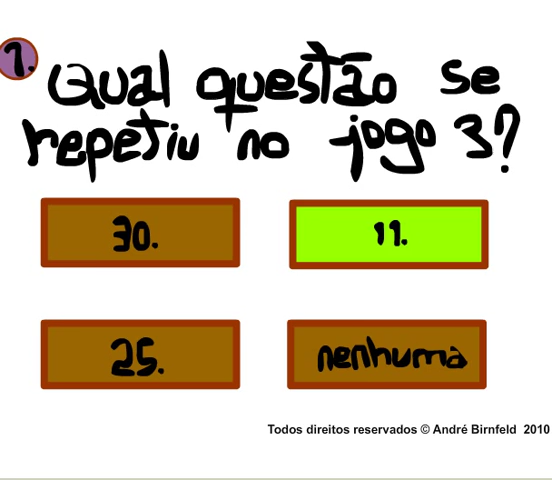 1.
Qual questão se
repetiu no jogo 3?
30.
11.
25.
nenhuma
Todos direitos reservados © André Birnfeld 2010